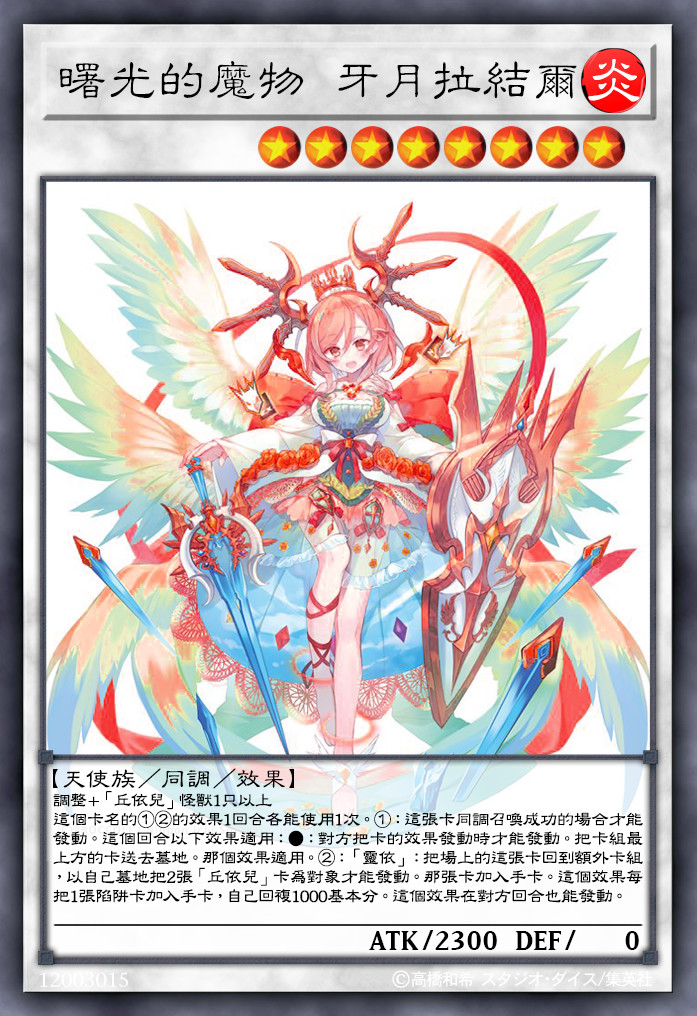 曙光的魔物 牙月拉結爾 炎
【天使族／同調／效果】
調整+「丘依兒」怪獸1只以上
這個卡名的①②的效果1回合各能使用1次。①：這張卡同調召喚成功的場合才能
發動。這個回合以下效果適用：●：對方把卡的效果發動時才能發動。把卡組最
上方的卡送去墓地。那個效果適用。②：「靈依」：把場上的這張卡回到額外卡組
，以自己墓地把2張「丘依兒」卡為對象才能發動。那張卡加入手卡。這個效果每
把1張陷阱卡加入手卡，自己回複1000基本分。這個效果在對方回合也能發動。
ATK/2300 DEF/ 0
12003015 ©高橋和希 スタジオ・ダイス/集英社